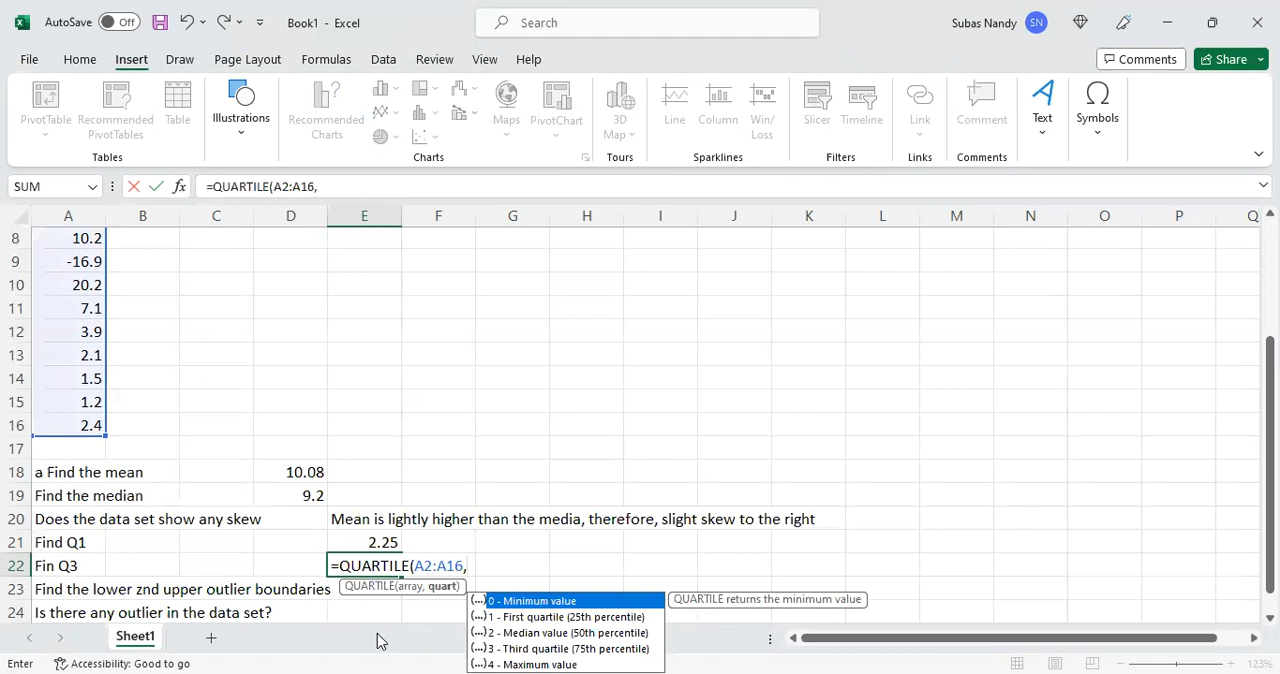 AutoSave Off Book1 - Excel Search Subas Nandy SN
File Home Insert Draw Page Layout Formulas Data Review View Help Comments Share
PivotTable Recommended PivotTables Table Illustrations Recommended Charts Maps PivotChart 3D Map Line Column Win/Loss Slicer Timeline Link Comment Text Symbols
Tables Charts Tours Sparklines Filters Links Comments
SUM fx =QUARTILE(A2:A16,
A B C D E F G H I J K L M N O P Q
8 10.2
9 -16.9
10 20.2
11 7.1
12 3.9
13 2.1
14 1.5
15 1.2
16 2.4
17
18 a Find the mean 10.08
19 Find the median 9.2
20 Does the data set show any skew Mean is lightly higher than the media, therefore, slight skew to the right
21 Find Q1 2.25
22 Fin Q3 =QUARTILE(A2:A16,
23 Find the lower znd upper outlier boundaries QUARTILE(array, quart)
(...) 0 - Minimum value QUARTILE returns the minimum value
24 Is there any outlier in the data set? (...) 1 - First quartile (25th percentile)
(...) 2 - Median value (50th percentile)
Sheet1 (...) 3 - Third quartile (75th percentile)
Enter Accessibility: Good to go (...) 4 - Maximum value 123%